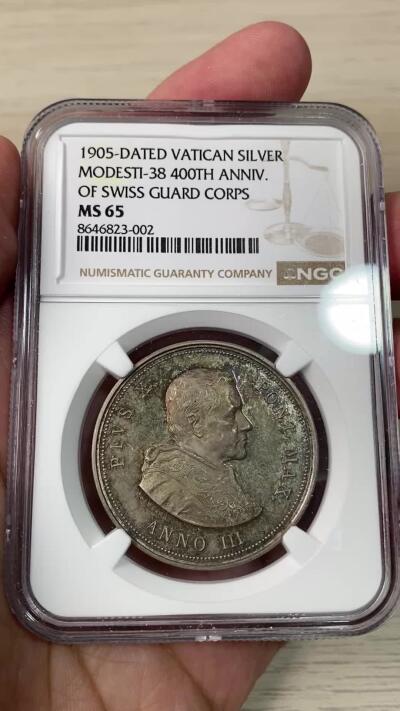 1905-DATED VATICAN SILVER
MODESTI-38 400TH ANNIV.
OF SWISS GUARD CORPS
MS 65
8646823-002
NUMISMATIC GUARANTY COMPANY NGC
PIVS X
PONT. MAX
ANNO III